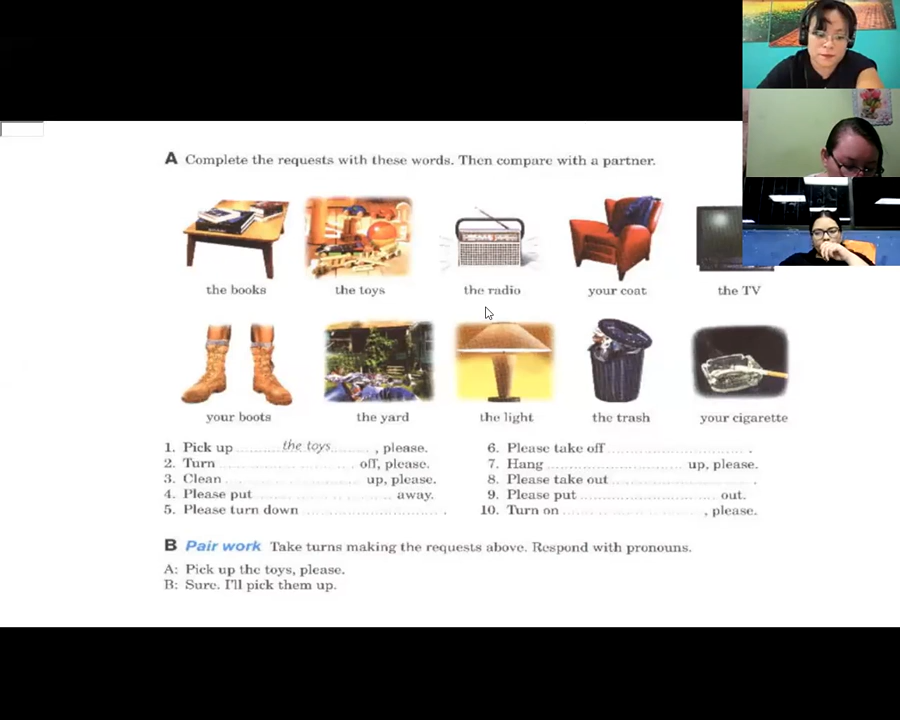 A Complete the requests with these words. Then compare with a partner.
the books the toys the radio your coat the TV
your boots the yard the light the trash your cigarette
1. Pick up the toys, please.
2. Turn off, please.
3. Clean up, please.
4. Please put away.
5. Please turn down .
6. Please take off .
7. Hang up, please.
8. Please take out .
9. Please put out.
10. Turn on , please.
B Pair work Take turns making the requests above. Respond with pronouns.
A: Pick up the toys, please.
B: Sure. I'll pick them up.